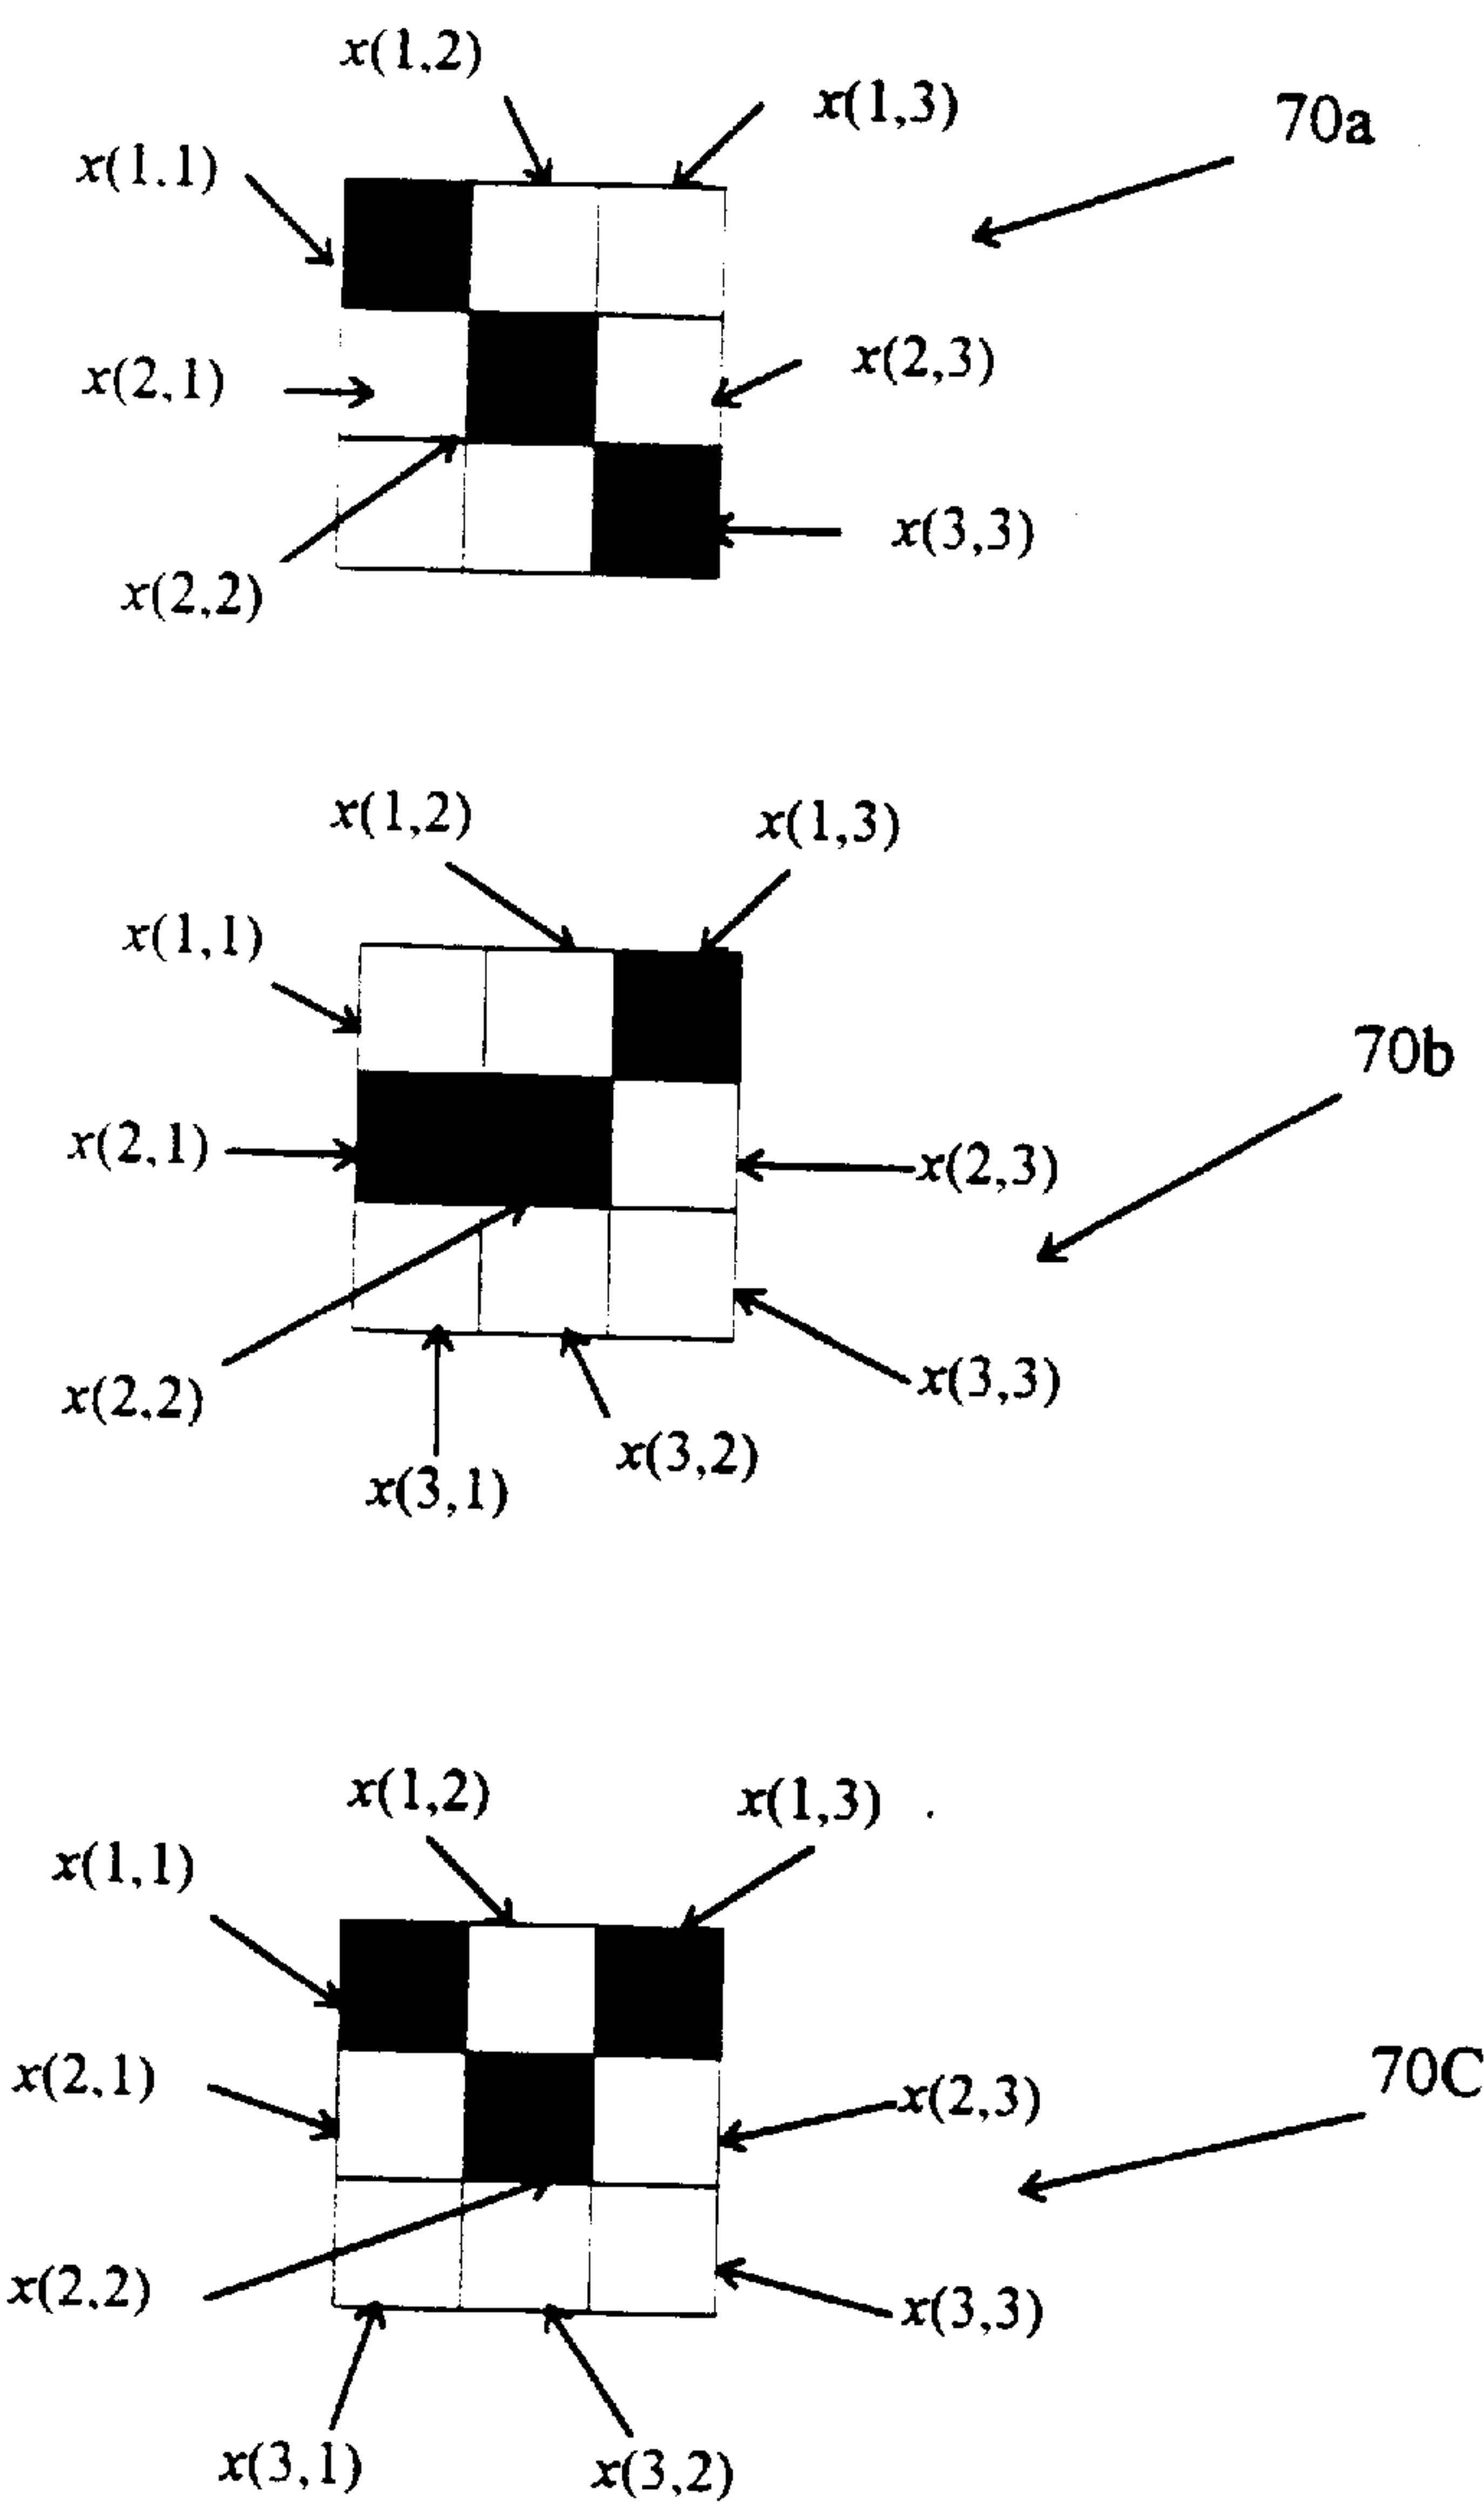 x(1,2)
x(1,3)
70a
x(1,1)
x(2,3)
x(2,1)
x(3,3)
x(2,2)
x(1,2)
x(1,3)
x(1,1)
70b
x(2,1)
x(2,3)
x(2,2)
x(3,3)
x(3,2)
x(3,1)
x(1,2)
x(1,3)
x(1,1)
x(2,1)
70C
x(2,3)
x(2,2)
x(3,3)
x(3,1)
x(3,2)